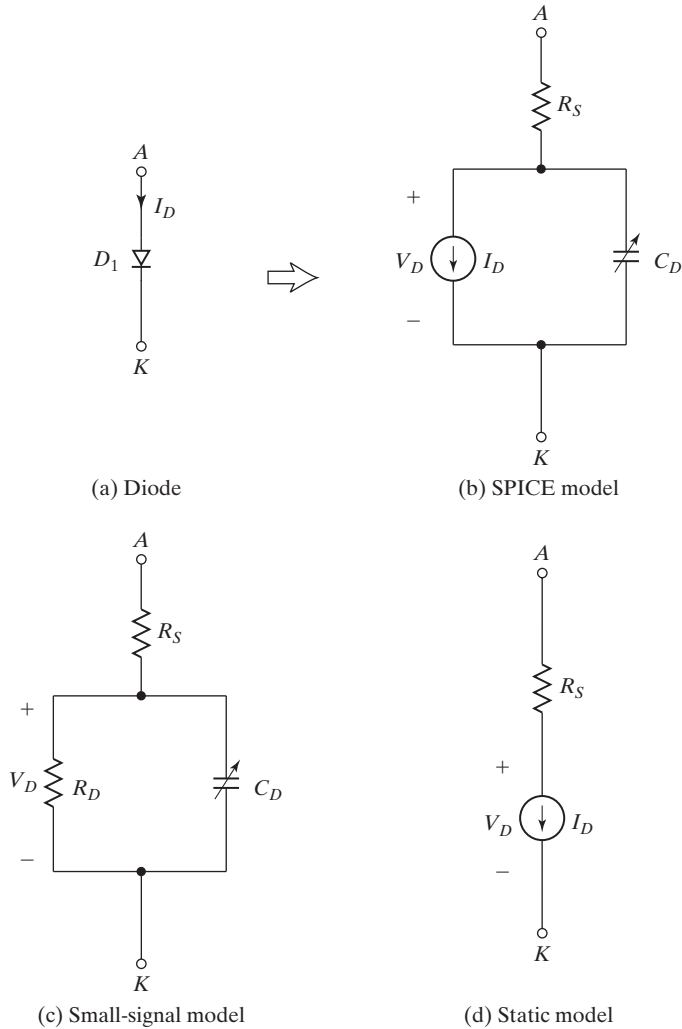 A
I_D
D_1
K
(a) Diode
A
R_S
+
V_D
I_D
C_D
−
K
(b) SPICE model
A
R_S
+
V_D
R_D
C_D
−
K
(c) Small-signal model
A
R_S
+
V_D
I_D
−
K
(d) Static model